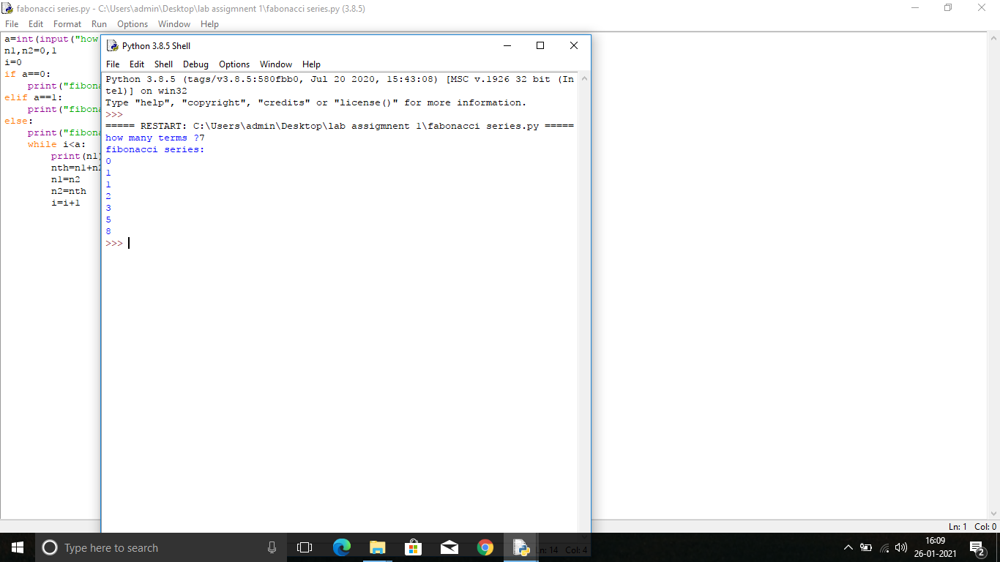 fabonacci series.py - C:\Users\admin\Desktop\lab assigmnent 1\fabonacci series.py (3.8.5)
File Edit Format Run Options Window Help
a=int(input("how
n1,n2=0,1
i=0
if a==0:
print("fibona
elif a==1:
print("fibona
else:
print("fibona
while i<a:
print(n1)
nth=n1+n2
n1=n2
n2=nth
i=i+1
Python 3.8.5 Shell
File Edit Shell Debug Options Window Help
Python 3.8.5 (tags/v3.8.5:580fbb0, Jul 20 2020, 15:43:08) [MSC v.1926 32 bit (In
tel)] on win32
Type "help", "copyright", "credits" or "license()" for more information.
>>>
===== RESTART: C:\Users\admin\Desktop\lab assigmnent 1\fabonacci series.py =====
how many terms ?7
fibonacci series:
0
1
1
2
3
5
8
>>>
Ln: 1 Col: 0
Type here to search
Ln: 14 Col: 4
16:09
26-01-2021
2